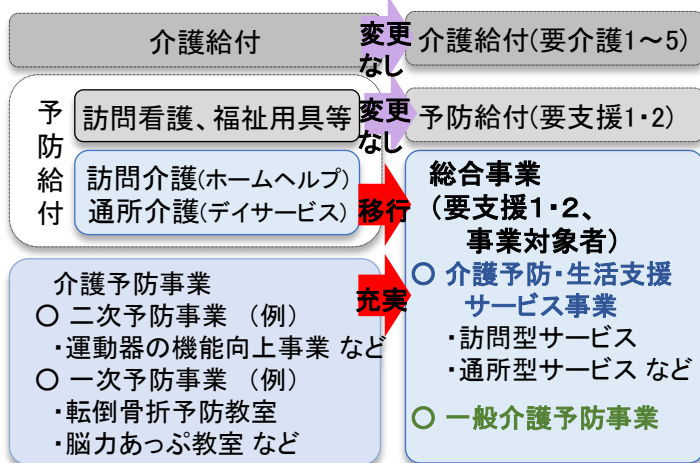 介護給付
変更
なし
介護給付(要介護1～5)
予防給付
訪問看護、福祉用具等
変更
なし
予防給付(要支援1・2)
訪問介護(ホームヘルプ)
通所介護(デイサービス)
移行
総合事業
(要支援1・2、
事業対象者)
○ 介護予防・生活支援
サービス事業
・訪問型サービス
・通所型サービス など
○ 一般介護予防事業
充実
介護予防事業
○ 二次予防事業 (例)
・運動器の機能向上事業 など
○ 一次予防事業 (例)
・転倒骨折予防教室
・脳力あっぷ教室 など